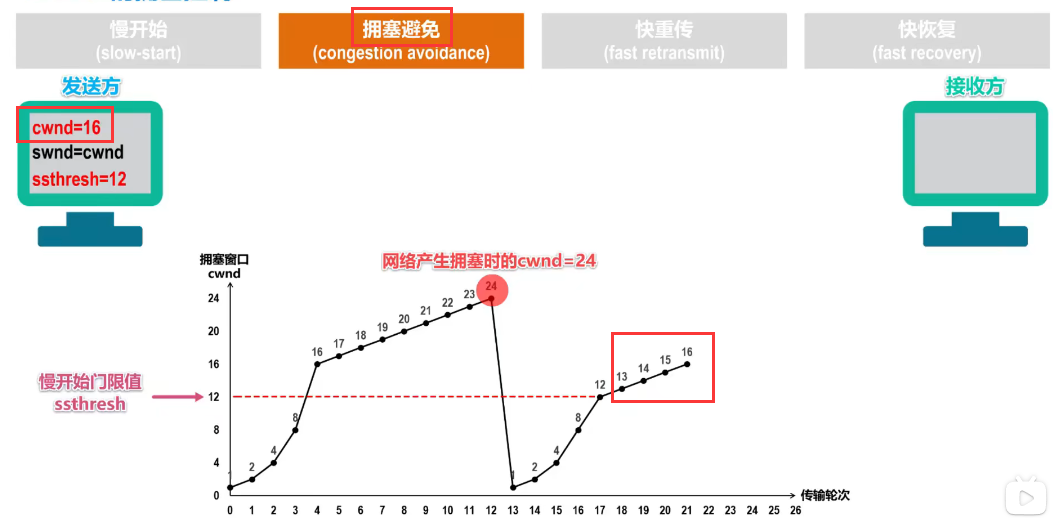 慢开始
(slow-start)
拥塞避免
(congestion avoidance)
快重传
(fast retransmit)
快恢复
(fast recovery)
发送方
接收方
cwnd=16
swnd=cwnd
ssthresh=12
拥塞窗口
cwnd
网络产生拥塞时的cwnd=24
24
20
16
12
8
4
0
慢开始门限值
ssthresh
1
2
4
8
16
17
18
19
20
21
22
23
24
1
2
4
8
12
13
14
15
16
0 1 2 3 4 5 6 7 8 9 10 11 12 13 14 15 16 17 18 19 20 21 22 23 24 25 26
传输轮次